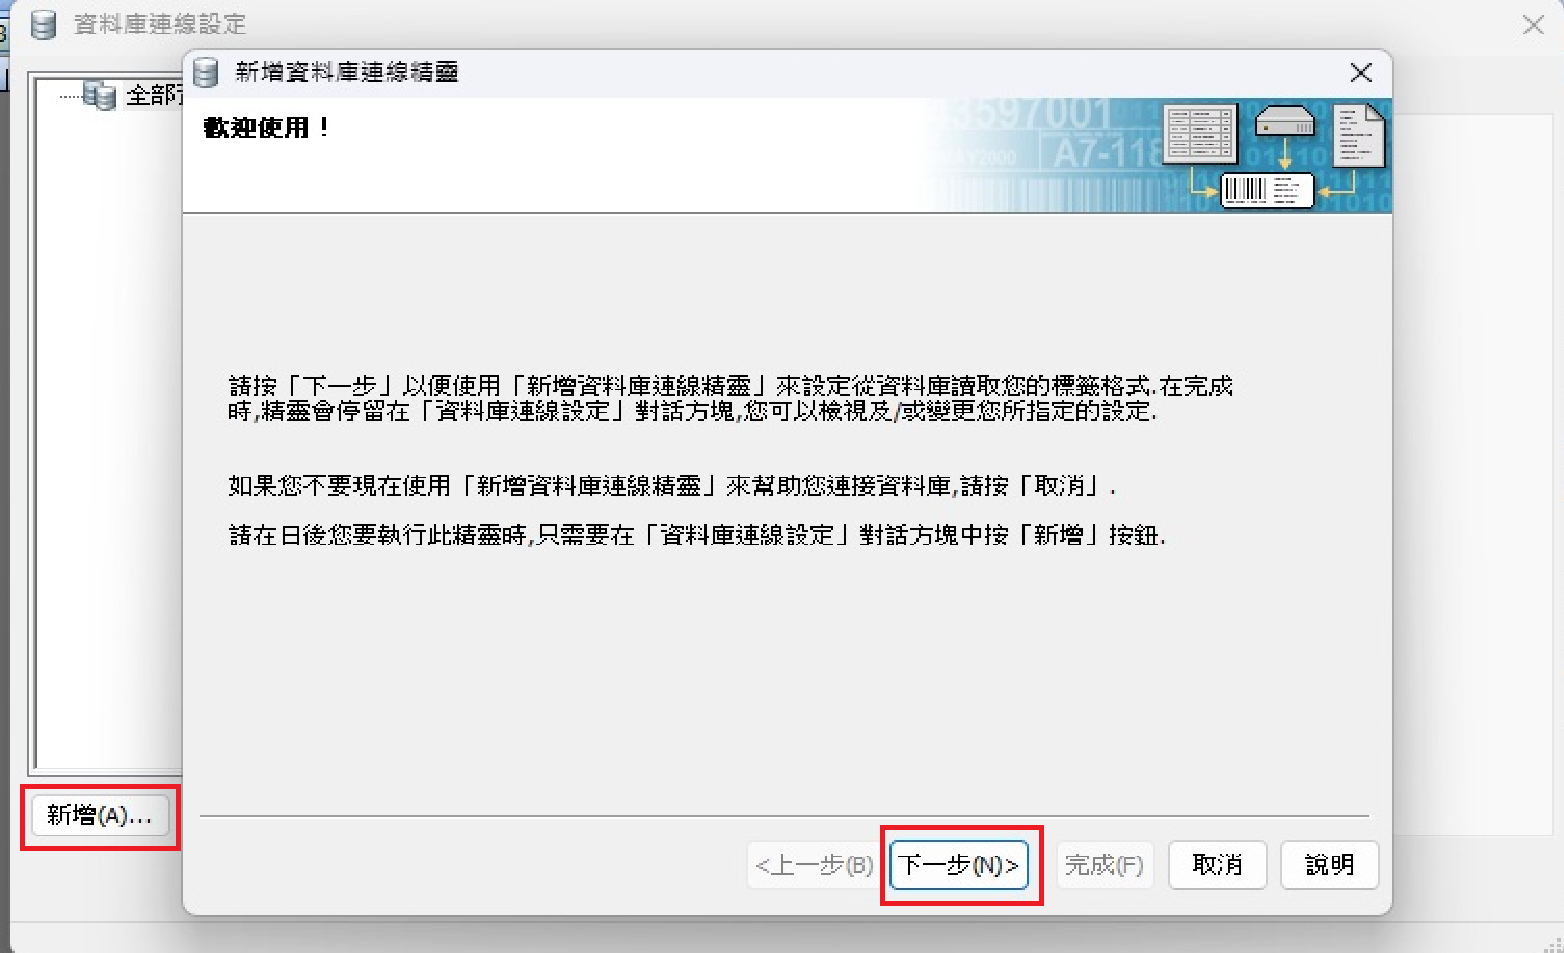 資料庫連線設定
新增資料庫連線精靈
全部
歡迎使用！
3597001
A7-118
請按「下一步」以便使用「新增資料庫連線精靈」來設定從資料庫讀取您的標籤格式.在完成
時,精靈會停留在「資料庫連線設定」對話方塊,您可以檢視及/或變更您所指定的設定.
如果您不要現在使用「新增資料庫連線精靈」來幫助您連接資料庫,請按「取消」.
請在日後您要執行此精靈時,只需要在「資料庫連線設定」對話方塊中按「新增」按鈕.
新增(A)...
<上一步(B)
下一步(N)>
完成(F)
取消
說明